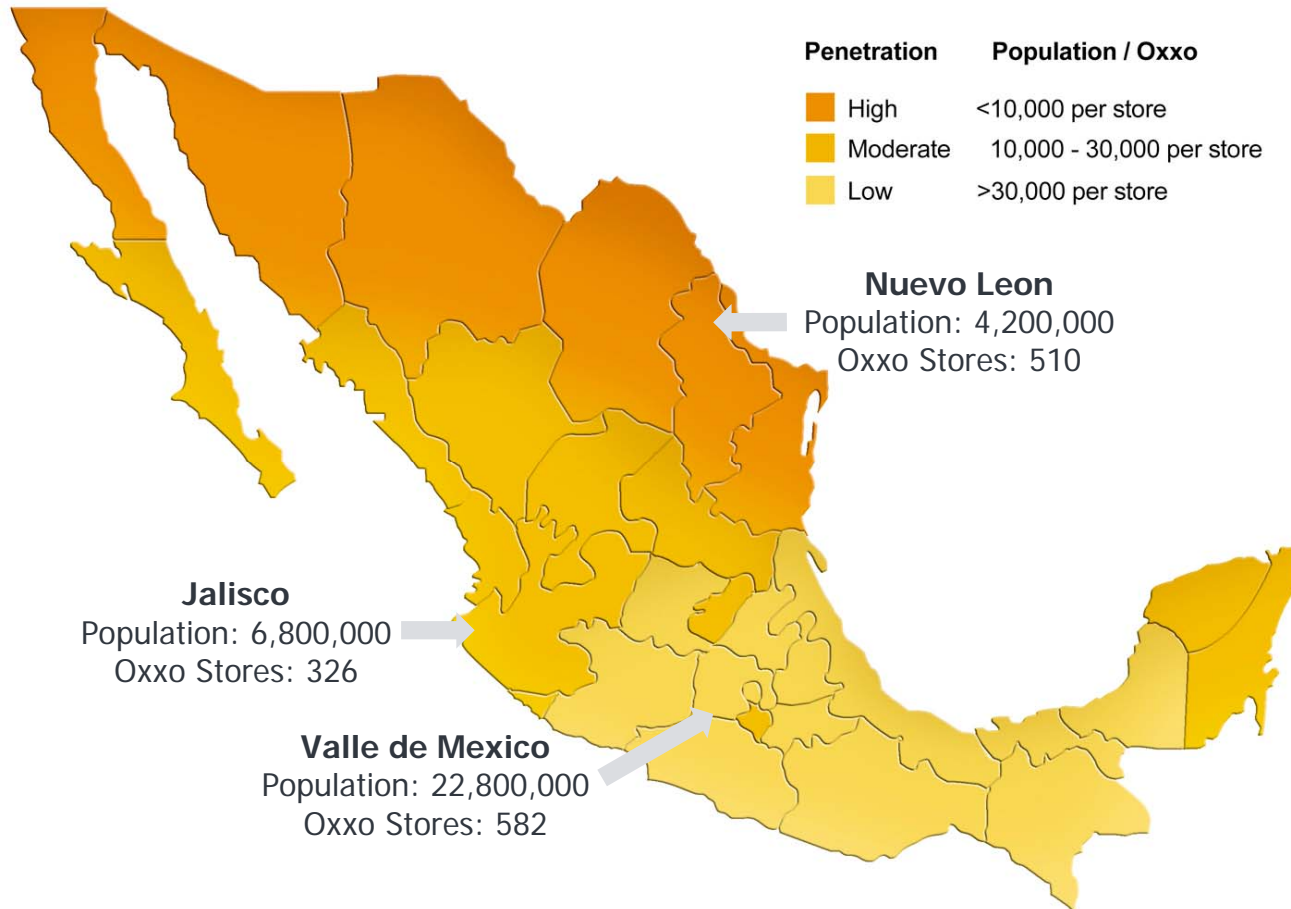 Penetration Population / Oxxo
High <10,000 per store
Moderate 10,000 - 30,000 per store
Low >30,000 per store
Nuevo Leon
Population: 4,200,000
Oxxo Stores: 510
Jalisco
Population: 6,800,000
Oxxo Stores: 326
Valle de Mexico
Population: 22,800,000
Oxxo Stores: 582